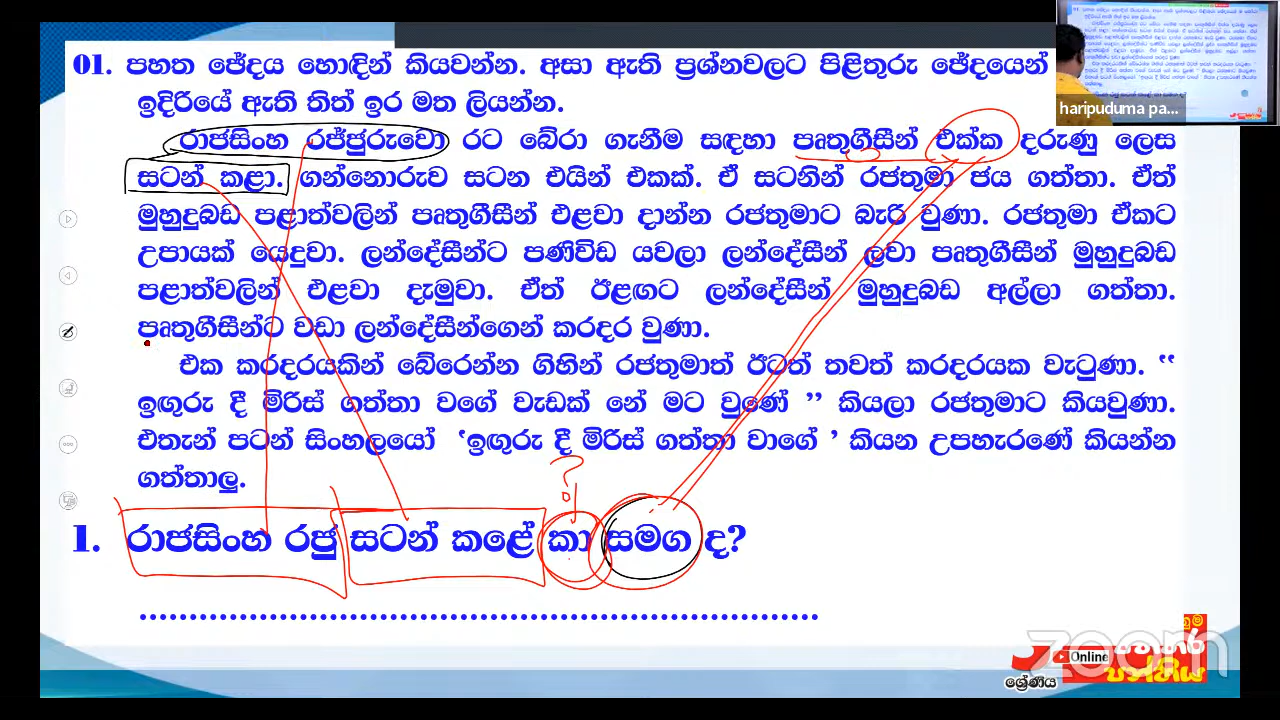 01. පහත ඡේදය හොඳින් කියවන්න. අසා ඇති ප්‍රශ්නවලට පිළිතුරු ඡේදයෙන්
ඉදිරියේ ඇති තිත් ඉර මත ලියන්න.
රාජසිංහ රජ්ජුරුවෝ රට බේරා ගැනීම සඳහා පෘතුගීසීන් එක්ක දරුණු ලෙස
සටන් කළා. ගන්නොරුව සටන එයින් එකක්. ඒ සටනින් රජතුමා ජය ගත්තා. ඒත්
මුහුදුබඩ පළාත්වලින් පෘතුගීසීන් එළවා දාන්න රජතුමාට බැරි වුණා. රජතුමා ඒකට
උපායක් යෙදුවා. ලන්දේසීන්ට පණිවිඩ යවලා ලන්දේසීන් ලවා පෘතුගීසීන් මුහුදුබඩ
පළාත්වලින් එළවා දැමුවා. ඒත් ඊළඟට ලන්දේසීන් මුහුදුබඩ අල්ලා ගත්තා.
පෘතුගීසීන්ට වඩා ලන්දේසීන්ගෙන් කරදර වුණා.
එක කරදරයකින් බේරෙන්න ගිහින් රජතුමාත් ඊටත් තවත් කරදරයක වැටුණා. “
ඉඟුරු දී මිරිස් ගත්තා වගේ වැඩක් නේ මට වුණේ ” කියලා රජතුමාට කියවුණා.
එතැන් පටන් සිංහලයෝ ‘ඉඟුරු දී මිරිස් ගත්තා වාගේ ’ කියන උපහැරණේ කියන්න
ගත්තාලු.
?
1. රාජසිංහ රජු සටන් කළේ කා සමග ද?
haripuduma pa...
zoom
Online
ශ්‍රේණිය
පන්තිය